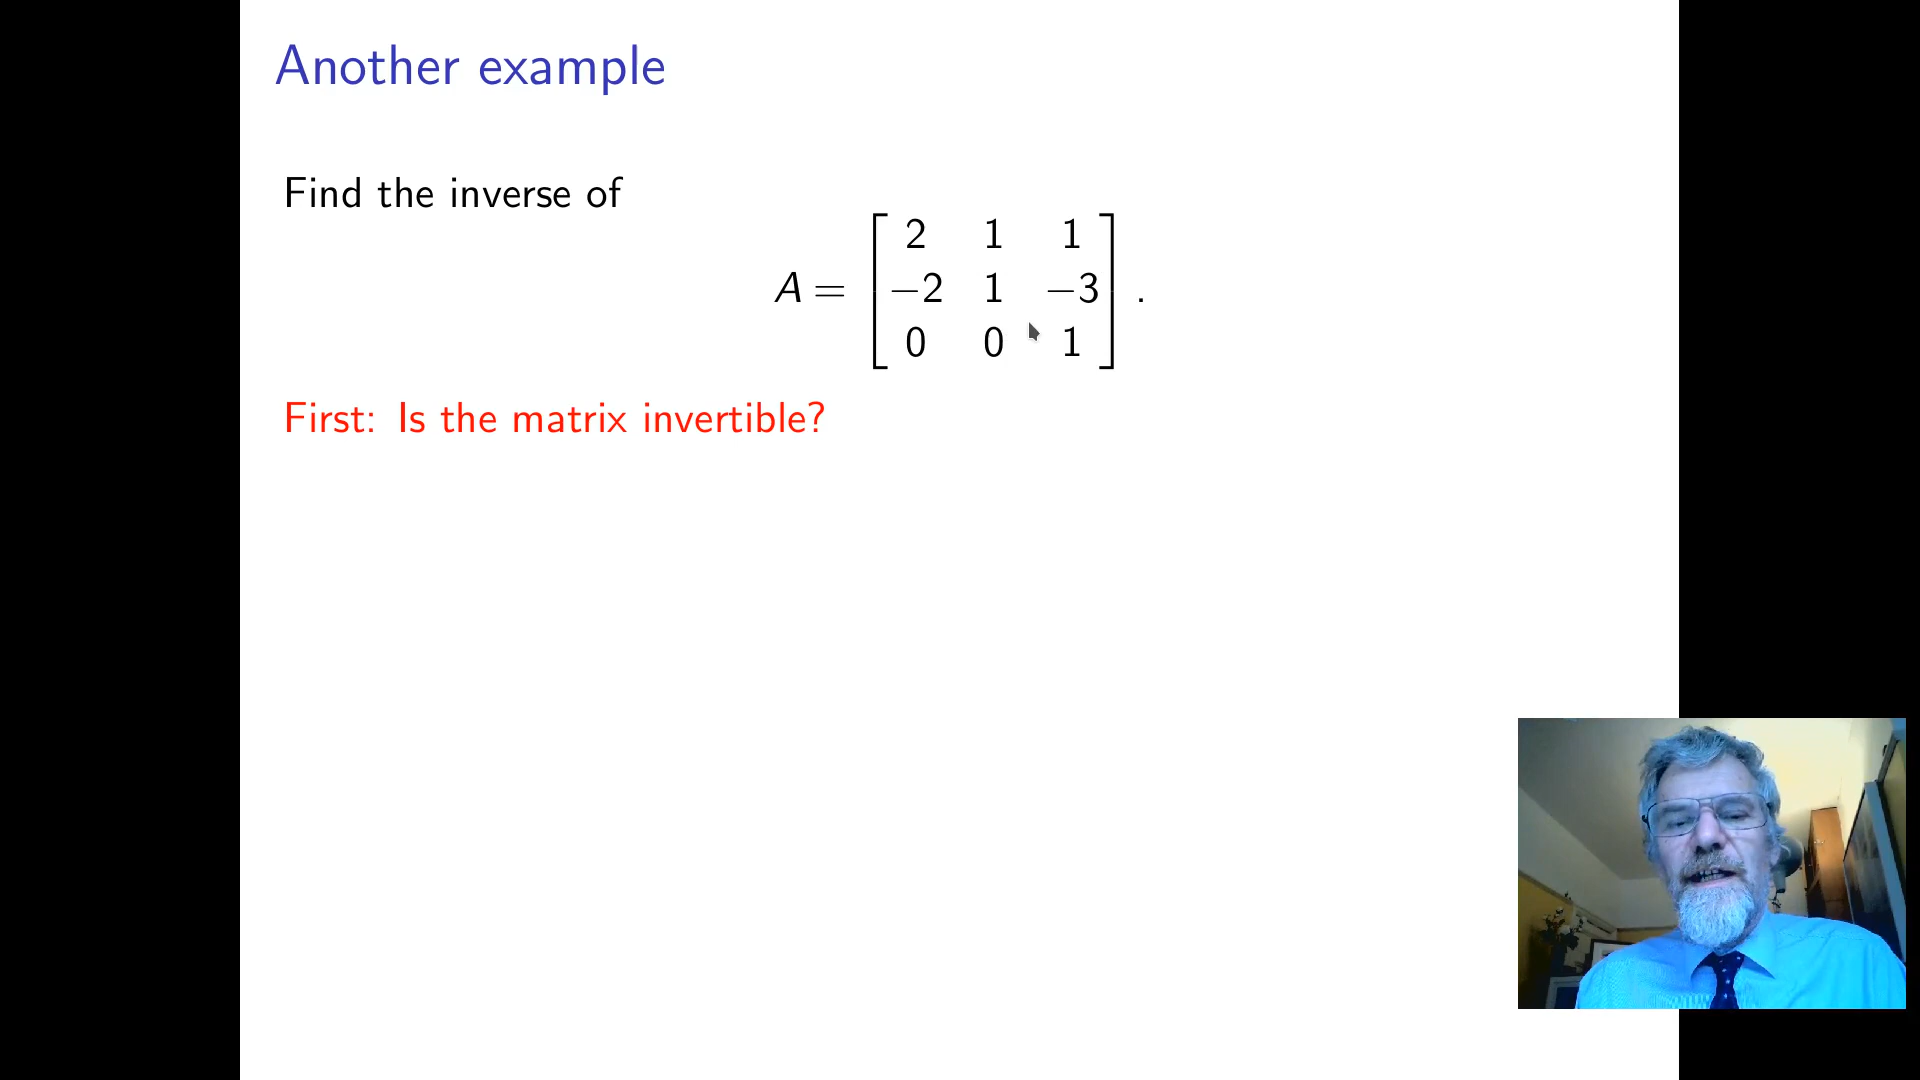 Another example
Find the inverse of
A = [ 2 1 1
−2 1 −3
0 0 1 ] .
First: Is the matrix invertible?